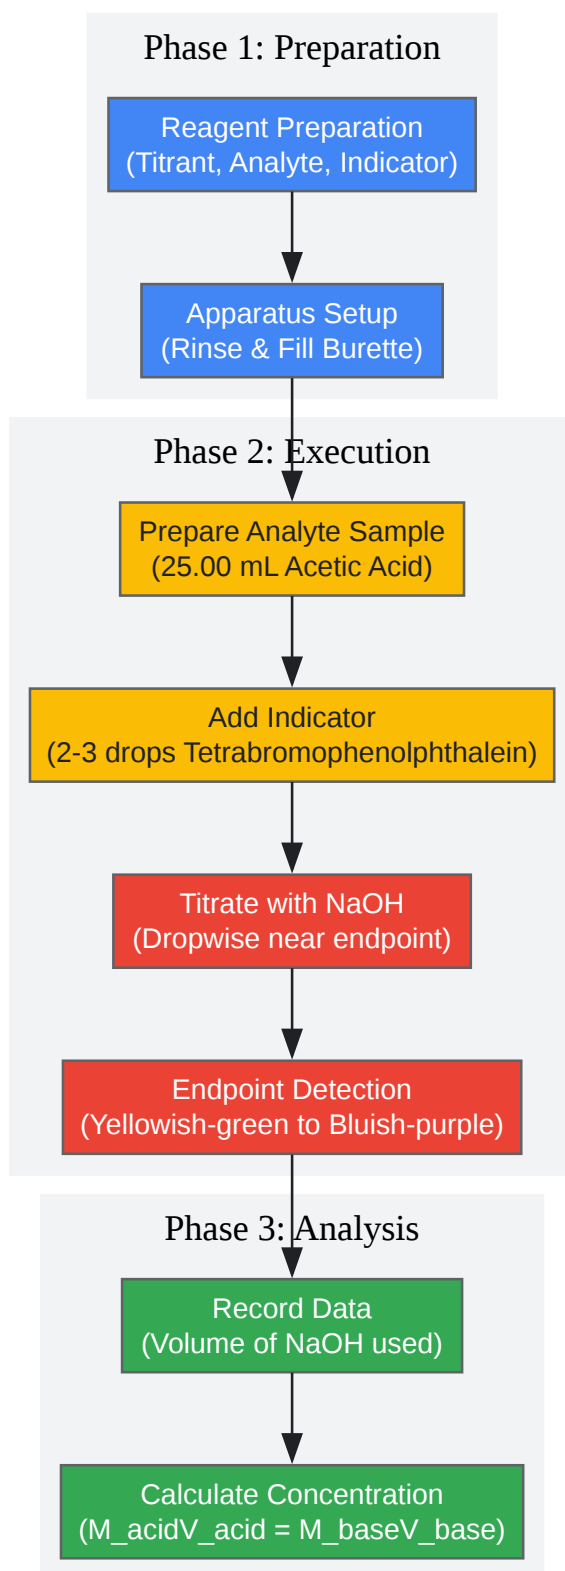 Phase 1: Preparation
Reagent Preparation
(Titrant, Analyte, Indicator)
Apparatus Setup
(Rinse & Fill Burette)
Phase 2: Execution
Prepare Analyte Sample
(25.00 mL Acetic Acid)
Add Indicator
(2-3 drops Tetrabromophenolphthalein)
Titrate with NaOH
(Dropwise near endpoint)
Endpoint Detection
(Yellowish-green to Bluish-purple)
Phase 3: Analysis
Record Data
(Volume of NaOH used)
Calculate Concentration
(M_acidV_acid = M_baseV_base)